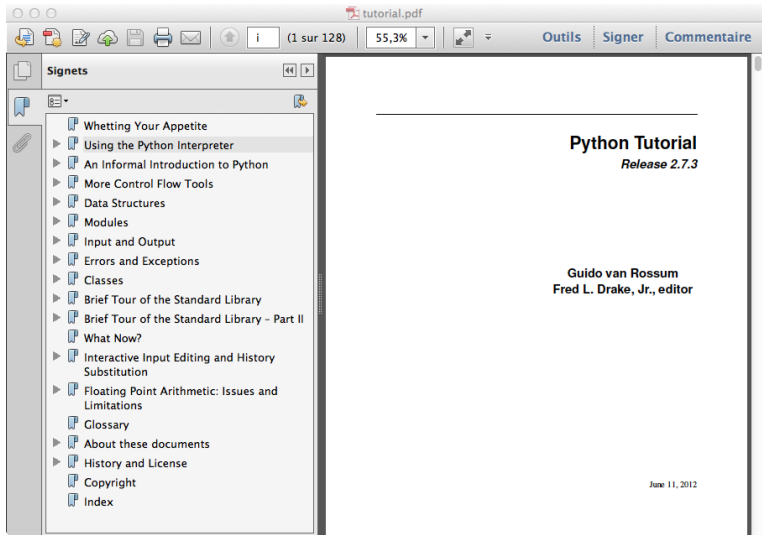 tutorial.pdf
i
(1 sur 128)
55,3%
Outils
Signer
Commentaire
Signets
Whetting Your Appetite
Using the Python Interpreter
An Informal Introduction to Python
More Control Flow Tools
Data Structures
Modules
Input and Output
Errors and Exceptions
Classes
Brief Tour of the Standard Library
Brief Tour of the Standard Library – Part II
What Now?
Interactive Input Editing and History
Substitution
Floating Point Arithmetic: Issues and
Limitations
Glossary
About these documents
History and License
Copyright
Index
Python Tutorial
Release 2.7.3
Guido van Rossum
Fred L. Drake, Jr., editor
June 11, 2012